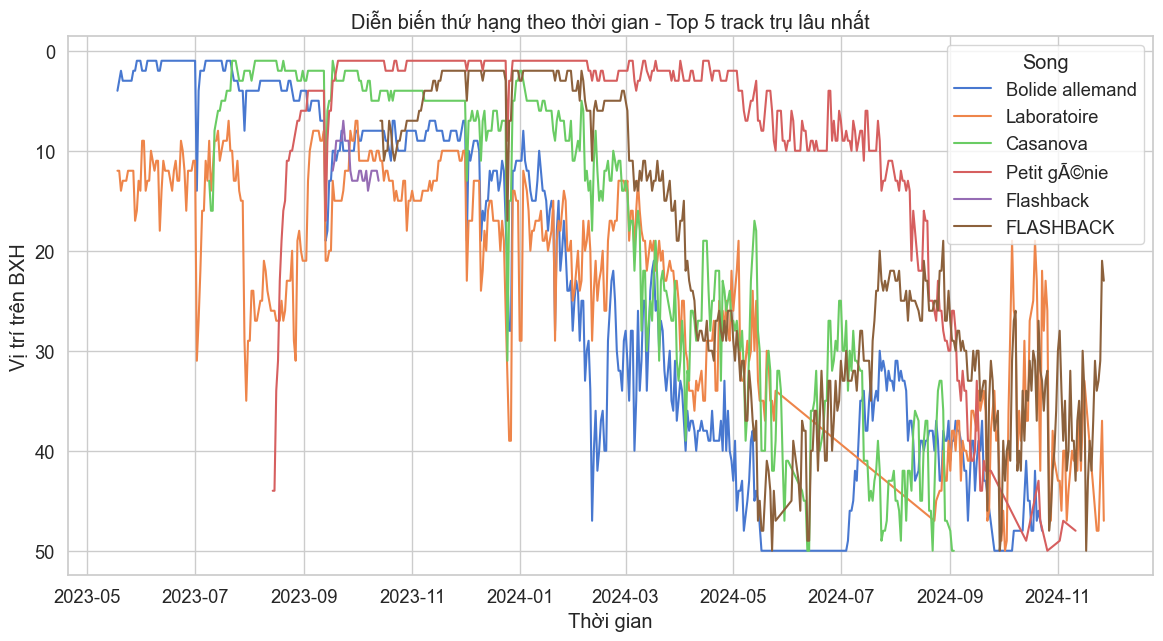 Diễn biến thứ hạng theo thời gian - Top 5 track trụ lâu nhất
Vị trí trên BXH
0
10
20
30
40
50
Song
Bolide allemand
Laboratoire
Casanova
Petit gÃ©nie
Flashback
FLASHBACK
2023-05
2023-07
2023-09
2023-11
2024-01
2024-03
2024-05
2024-07
2024-09
2024-11
Thời gian